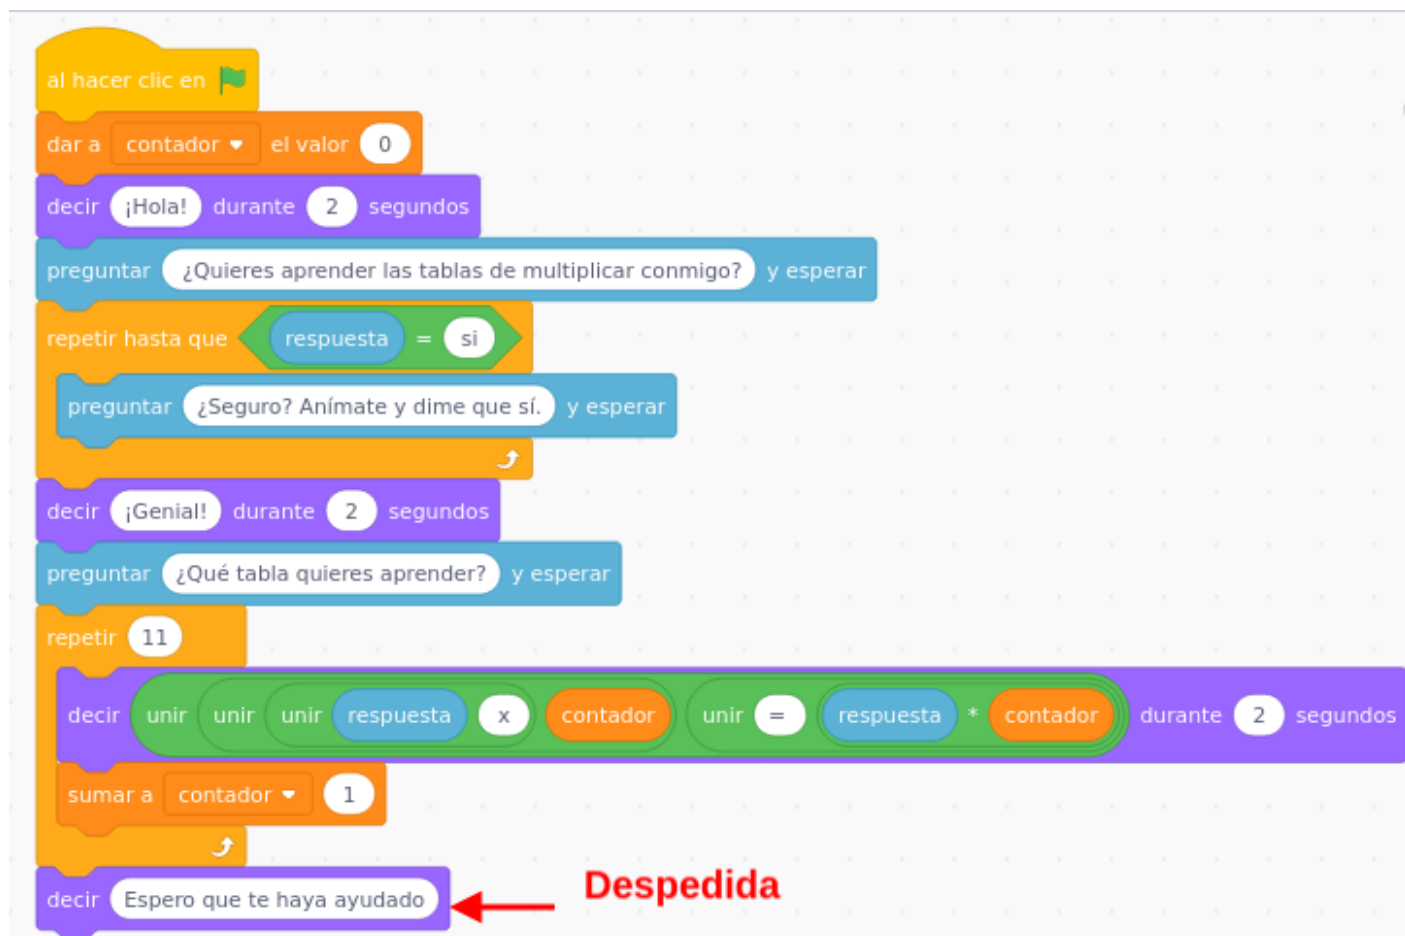 al hacer clic en
dar a contador el valor 0
decir ¡Hola! durante 2 segundos
preguntar ¿Quieres aprender las tablas de multiplicar conmigo? y esperar
repetir hasta que respuesta = si
preguntar ¿Seguro? Anímate y dime que sí. y esperar
decir ¡Genial! durante 2 segundos
preguntar ¿Qué tabla quieres aprender? y esperar
repetir 11
decir unir unir unir respuesta x contador unir = respuesta * contador durante 2 segundos
sumar a contador 1
decir Espero que te haya ayudado
Despedida